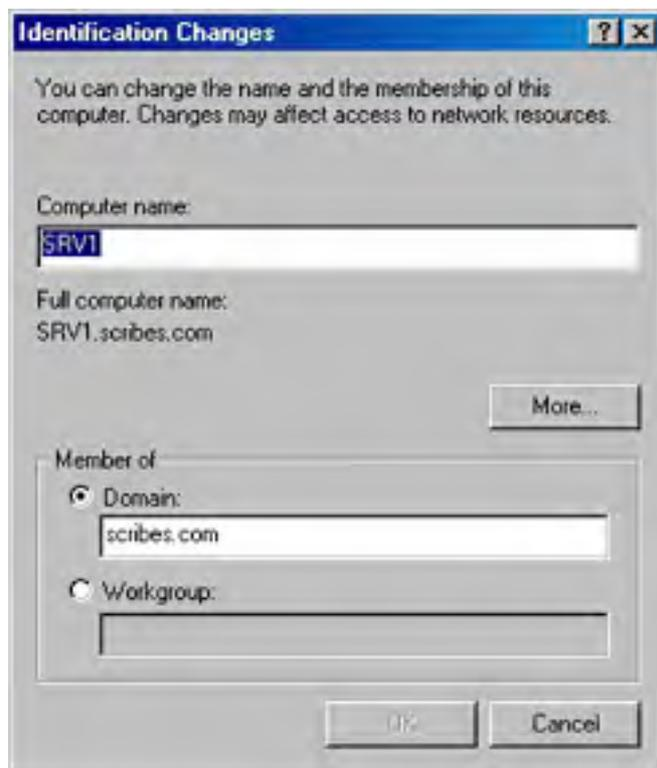 Identification Changes
You can change the name and the membership of this
computer. Changes may affect access to network resources.
Computer name:
SRV1
Full computer name:
SRV1.scribes.com
More...
Member of
Domain:
scribes.com
Workgroup:
OK
Cancel